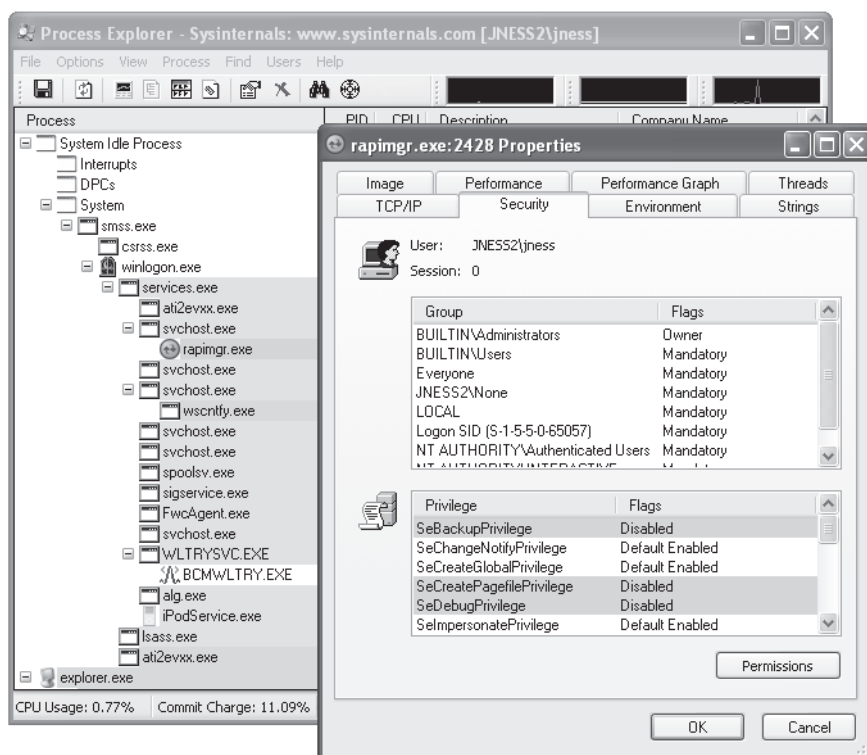 Process Explorer - Sysinternals: www.sysinternals.com [JNESS2\jness]
File Options View Process Find Users Help
Process PID CPU Description Company Name
System Idle Process
Interrupts
DPCs
System
smss.exe
csrss.exe
winlogon.exe
services.exe
ati2evxx.exe
svchost.exe
rapimgr.exe
svchost.exe
svchost.exe
wscntfy.exe
svchost.exe
svchost.exe
spoolsv.exe
sigservice.exe
FwcAgent.exe
svchost.exe
WLTRYSVC.EXE
BCMWLTRY.EXE
alg.exe
iPodService.exe
lsass.exe
ati2evxx.exe
explorer.exe
CPU Usage: 0.77% Commit Charge: 11.09%
rapimgr.exe:2428 Properties
Image Performance Performance Graph Threads
TCP/IP Security Environment Strings
User: JNESS2\jness
Session: 0
Group Flags
BUILTIN\Administrators Owner
BUILTIN\Users Mandatory
Everyone Mandatory
JNESS2\None Mandatory
LOCAL Mandatory
Logon SID (S-1-5-5-0-65057) Mandatory
NT AUTHORITY\Authenticated Users Mandatory
NT AUTHORITY\INTERACTIVE Mandatory
Privilege Flags
SeBackupPrivilege Disabled
SeChangeNotifyPrivilege Default Enabled
SeCreateGlobalPrivilege Default Enabled
SeCreatePagefilePrivilege Disabled
SeDebugPrivilege Disabled
SeImpersonatePrivilege Default Enabled
Permissions
OK Cancel